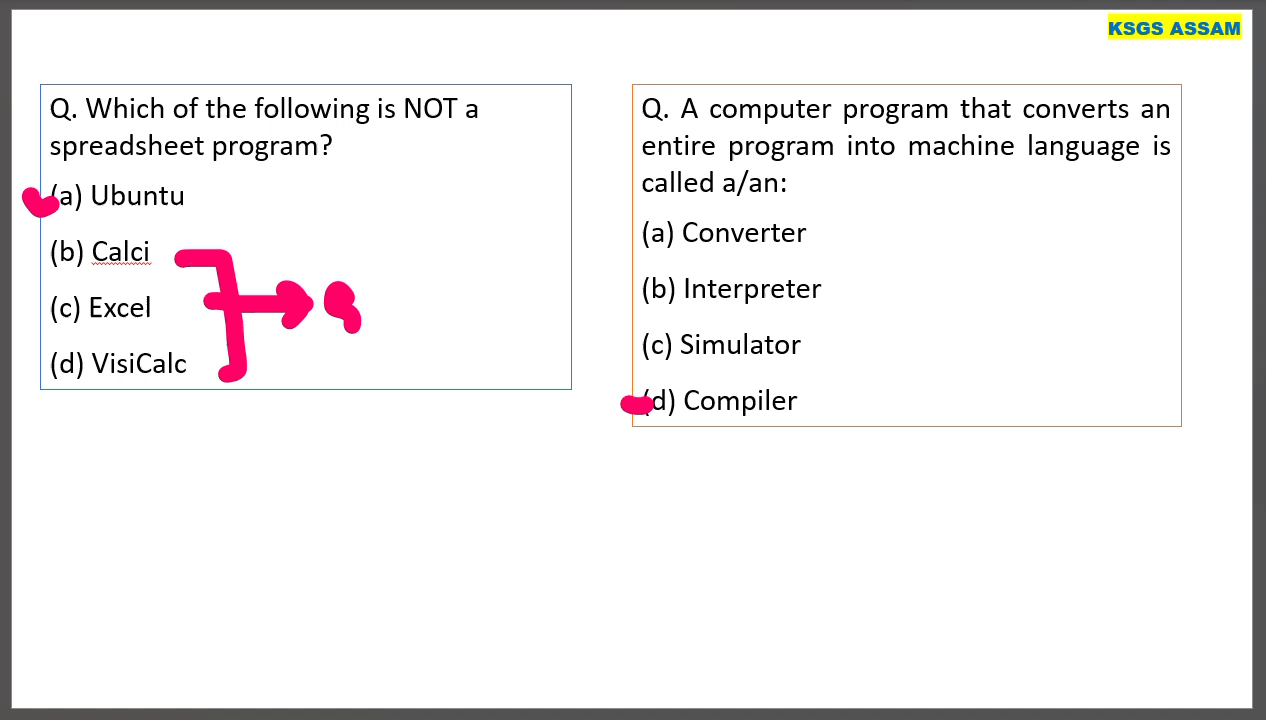 KSGS ASSAM
Q. Which of the following is NOT a
spreadsheet program?
(a) Ubuntu
(b) Calci
(c) Excel
(d) VisiCalc
Q. A computer program that converts an
entire program into machine language is
called a/an:
(a) Converter
(b) Interpreter
(c) Simulator
(d) Compiler